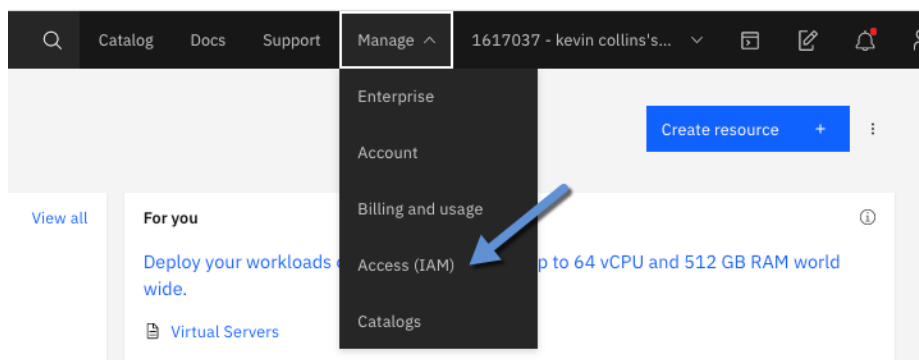 Catalog Docs Support Manage 1617037 - kevin collins's...
Enterprise
Create resource +
Account
View all
For you
Billing and usage
Deploy your workloads
Access (IAM)
p to 64 vCPU and 512 GB RAM world
wide.
Virtual Servers
Catalogs